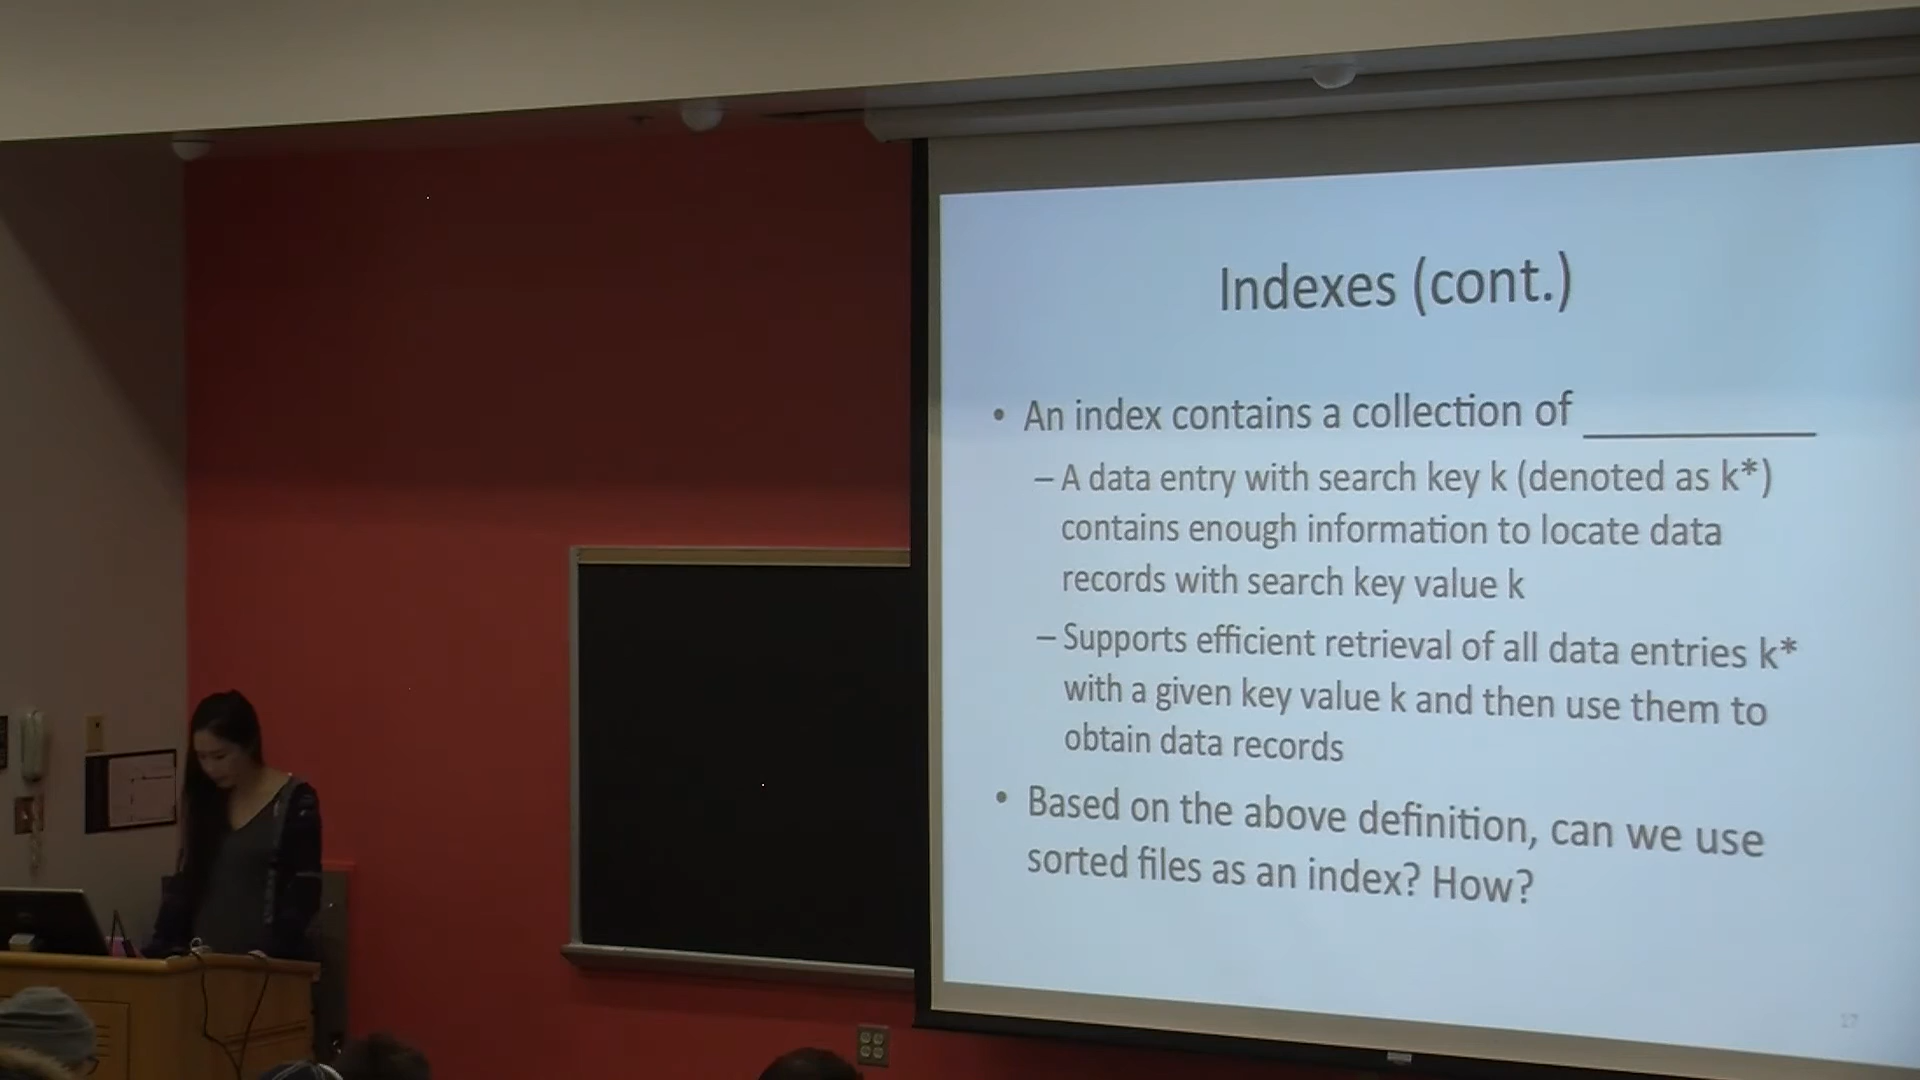 Indexes (cont.)
• An index contains a collection of __________
– A data entry with search key k (denoted as k*)
contains enough information to locate data
records with search key value k
– Supports efficient retrieval of all data entries k*
with a given key value k and then use them to
obtain data records
• Based on the above definition, can we use
sorted files as an index? How?
17